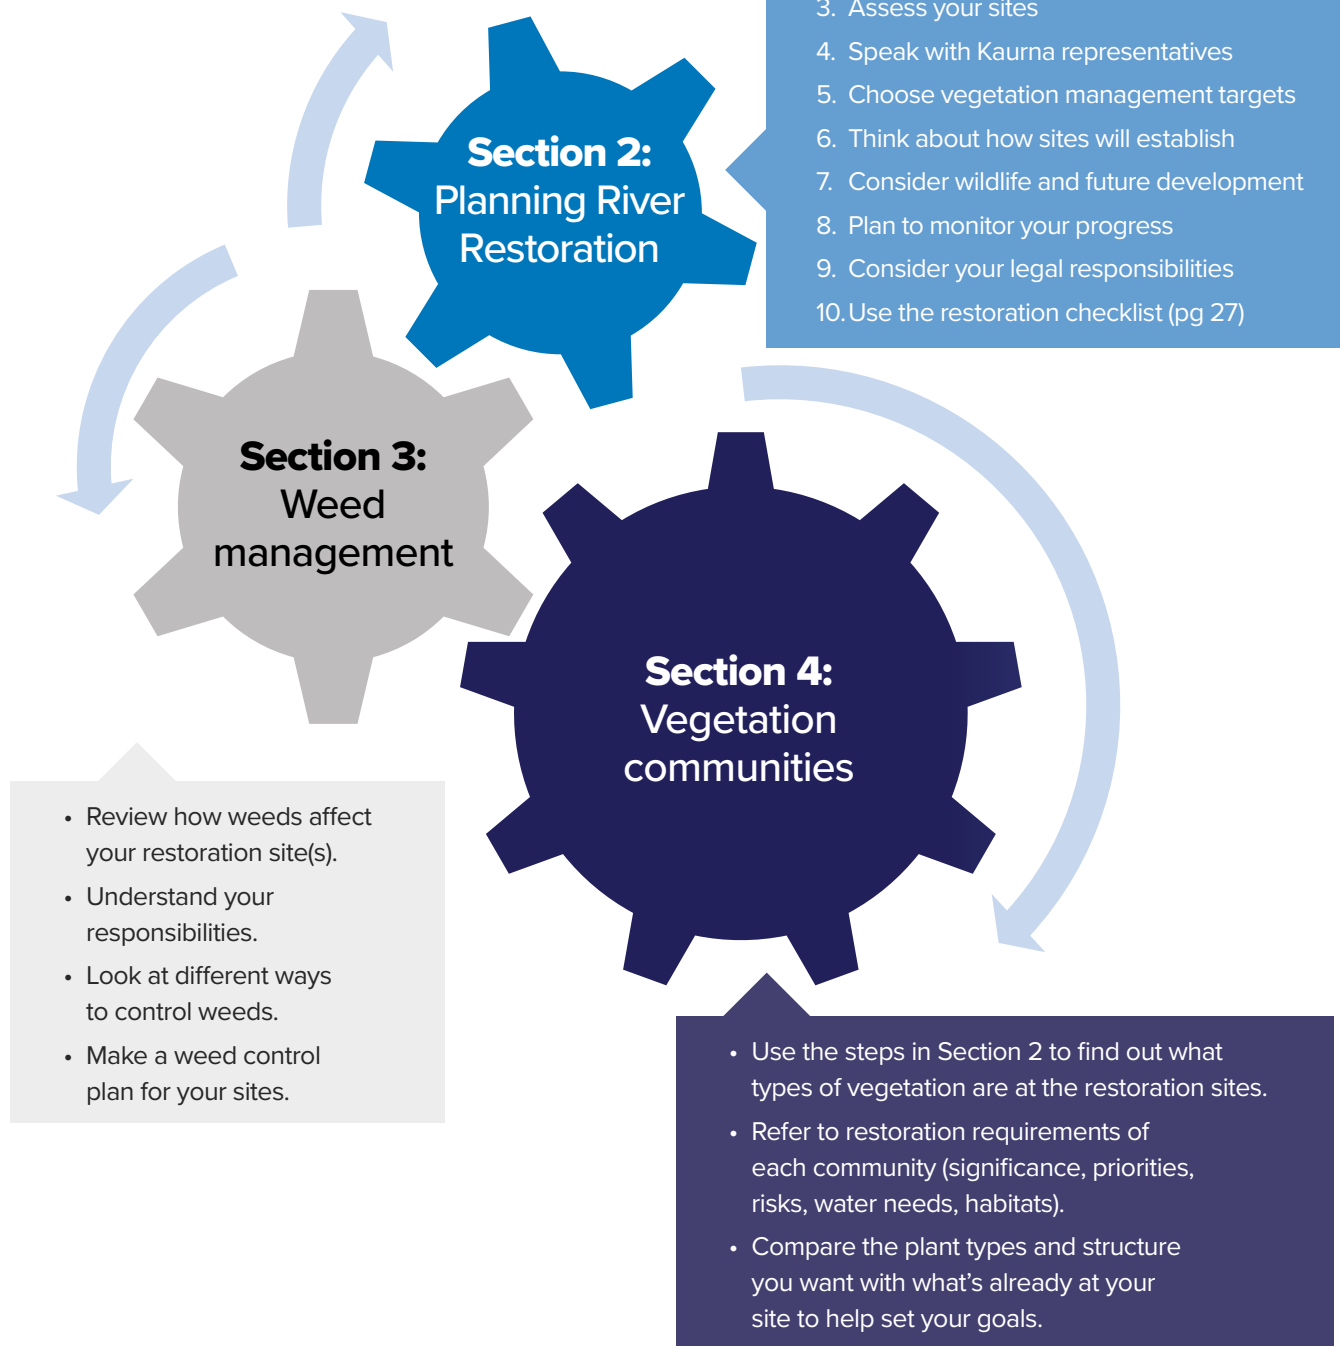 3. Assess your sites
4. Speak with Kaurna representatives
5. Choose vegetation management targets
6. Think about how sites will establish
7. Consider wildlife and future development
8. Plan to monitor your progress
9. Consider your legal responsibilities
10. Use the restoration checklist (pg 27)
Section 2:
Planning River
Restoration
Section 3:
Weed
management
Section 4:
Vegetation
communities
• Review how weeds affect
your restoration site(s).
• Understand your
responsibilities.
• Look at different ways
to control weeds.
• Make a weed control
plan for your sites.
• Use the steps in Section 2 to find out what
types of vegetation are at the restoration sites.
• Refer to restoration requirements of
each community (significance, priorities,
risks, water needs, habitats).
• Compare the plant types and structure
you want with what’s already at your
site to help set your goals.